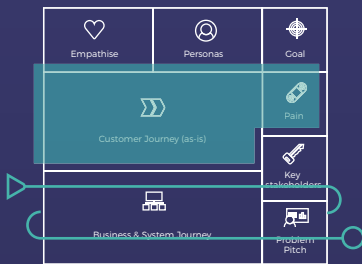 Empathise
Personas
Goal
Customer Journey (as-is)
Pain
Key
stakeholders
Business & System Journey
Problem
Pitch